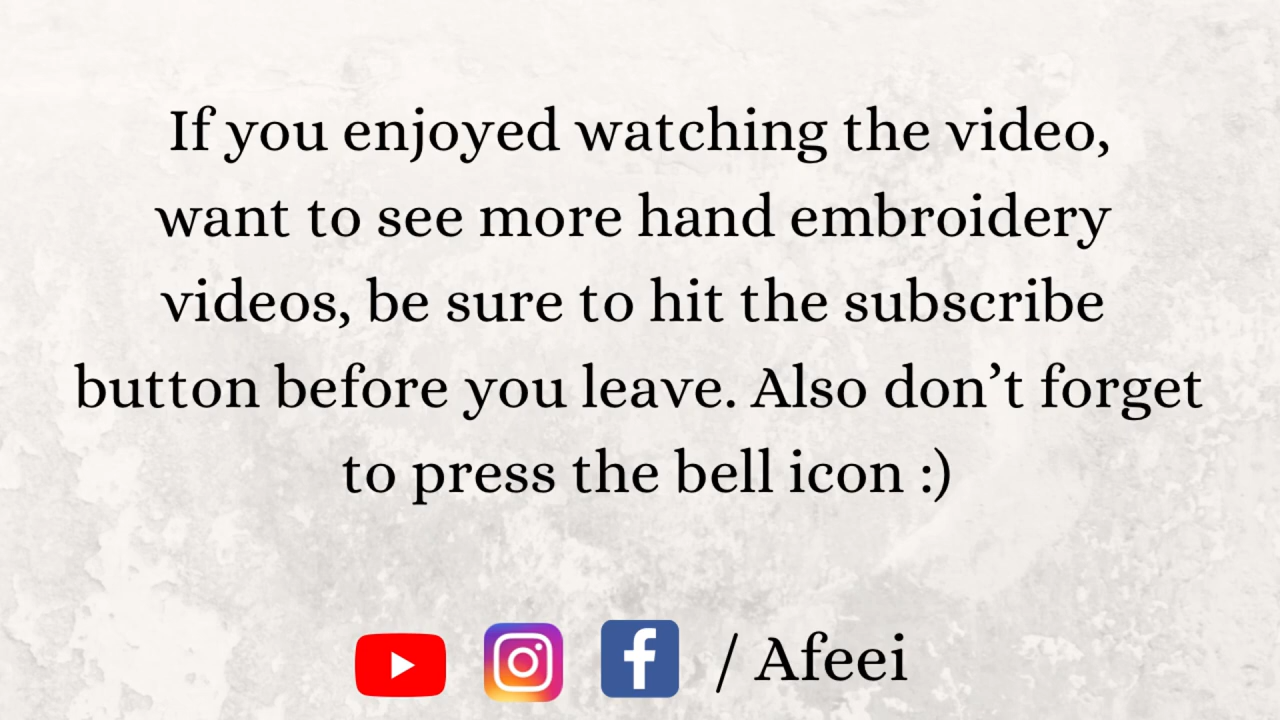 If you enjoyed watching the video,
want to see more hand embroidery
videos, be sure to hit the subscribe
button before you leave. Also don’t forget
to press the bell icon :)
/ Afeei